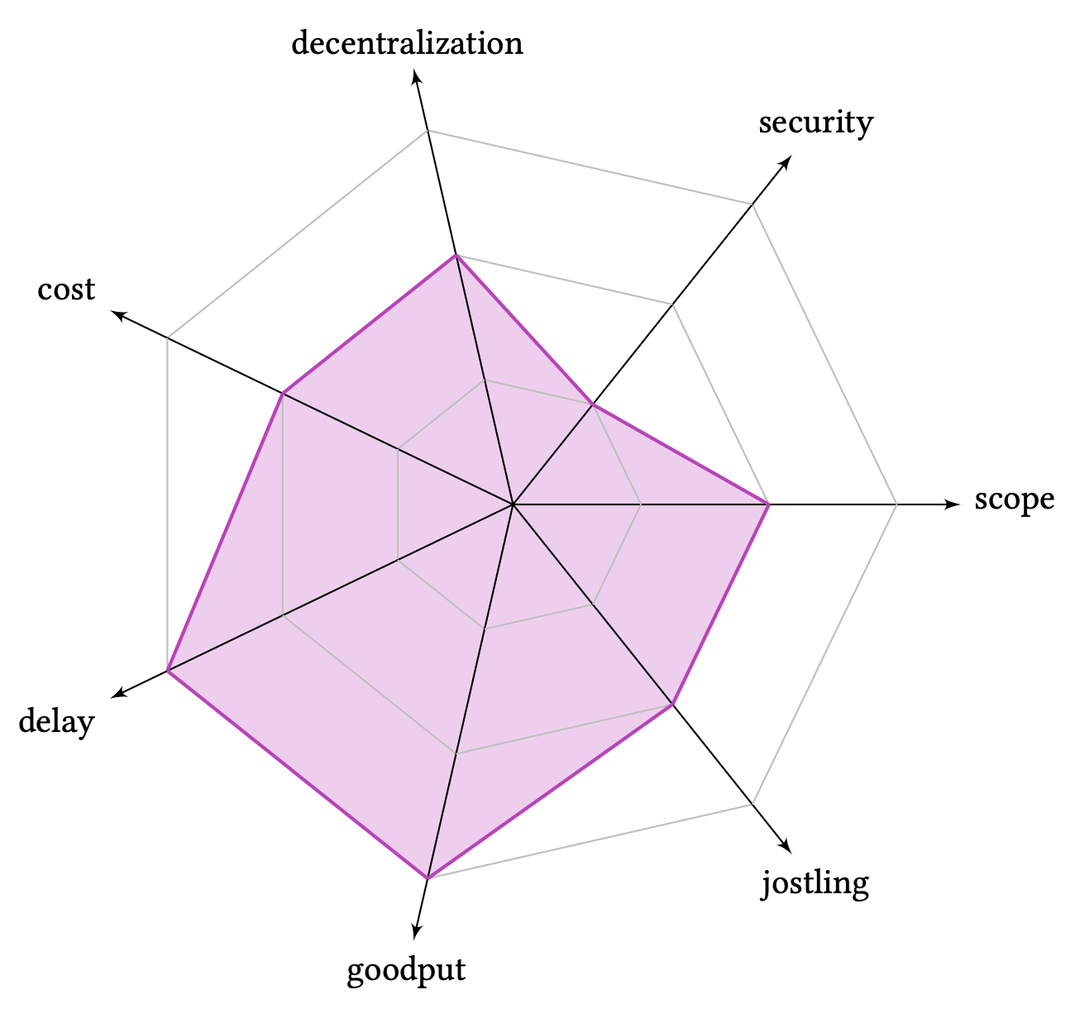 decentralization
security
cost
scope
delay
jostling
goodput